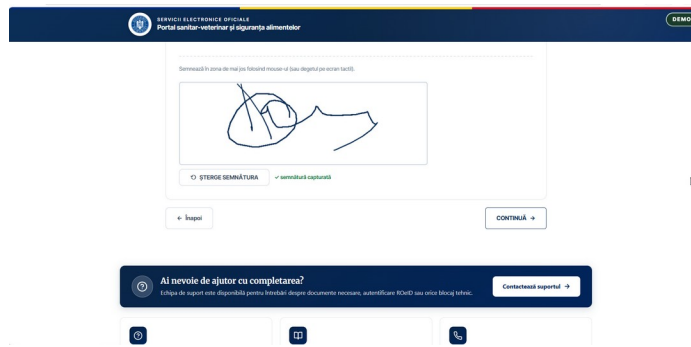 SERVICII ELECTRONICE OFICIALE
Portal sanitar-veterinar și siguranța alimentelor
DEMO
Semnează în zona de mai jos folosind mouse-ul (sau degetul pe ecran tactil).
ȘTERGE SEMNĂTURA
✓ semnătură capturată
← Înapoi
CONTINUĂ →
Ai nevoie de ajutor cu completarea?
Echipa de suport este disponibilă pentru întrebări despre documente necesare, autentificare ROeID sau orice blocaj tehnic.
Contactează suportul →